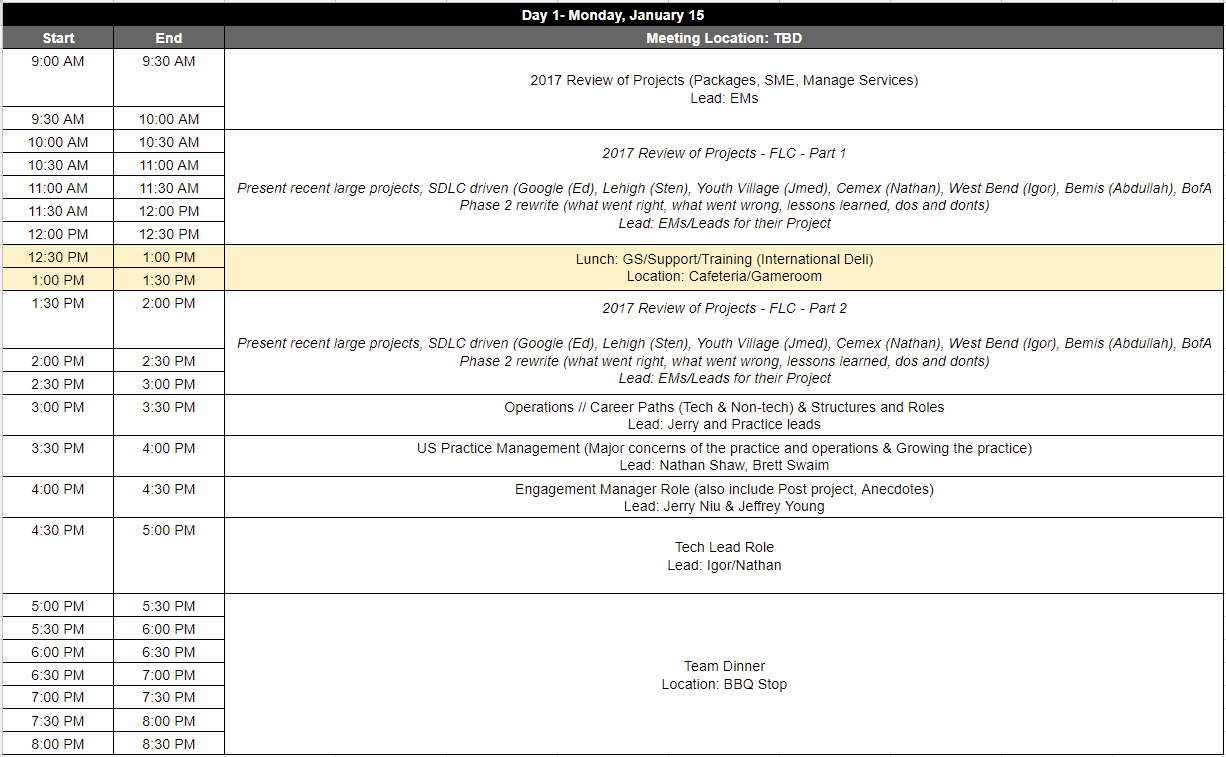 Day 1- Monday, January 15
Start End Meeting Location: TBD
9:00 AM 9:30 AM
2017 Review of Projects (Packages, SME, Manage Services)
Lead: EMs
9:30 AM 10:00 AM
10:00 AM 10:30 AM
2017 Review of Projects - FLC - Part 1
10:30 AM 11:00 AM
11:00 AM 11:30 AM
Present recent large projects, SDLC driven (Google (Ed), Lehigh (Sten), Youth Village (Jmed), Cemex (Nathan), West Bend (Igor), Bemis (Abdullah), BofA
Phase 2 rewrite (what went right, what went wrong, lessons learned, dos and donts)
11:30 AM 12:00 PM
Lead: EMs/Leads for their Project
12:00 PM 12:30 PM
12:30 PM 1:00 PM
Lunch: GS/Support/Training (International Deli)
Location: Cafeteria/Gameroom
1:00 PM 1:30 PM
1:30 PM 2:00 PM
2017 Review of Projects - FLC - Part 2
Present recent large projects, SDLC driven (Google (Ed), Lehigh (Sten), Youth Village (Jmed), Cemex (Nathan), West Bend (Igor), Bemis (Abdullah), BofA
Phase 2 rewrite (what went right, what went wrong, lessons learned, dos and donts)
2:00 PM 2:30 PM
Lead: EMs/Leads for their Project
2:30 PM 3:00 PM
3:00 PM 3:30 PM
Operations // Career Paths (Tech & Non-tech) & Structures and Roles
Lead: Jerry and Practice leads
3:30 PM 4:00 PM
US Practice Management (Major concerns of the practice and operations & Growing the practice)
Lead: Nathan Shaw, Brett Swaim
4:00 PM 4:30 PM
Engagement Manager Role (also include Post project, Anecdotes)
Lead: Jerry Niu & Jeffrey Young
4:30 PM 5:00 PM
Tech Lead Role
Lead: Igor/Nathan
5:00 PM 5:30 PM
5:30 PM 6:00 PM
6:00 PM 6:30 PM
Team Dinner
Location: BBQ Stop
6:30 PM 7:00 PM
7:00 PM 7:30 PM
7:30 PM 8:00 PM
8:00 PM 8:30 PM